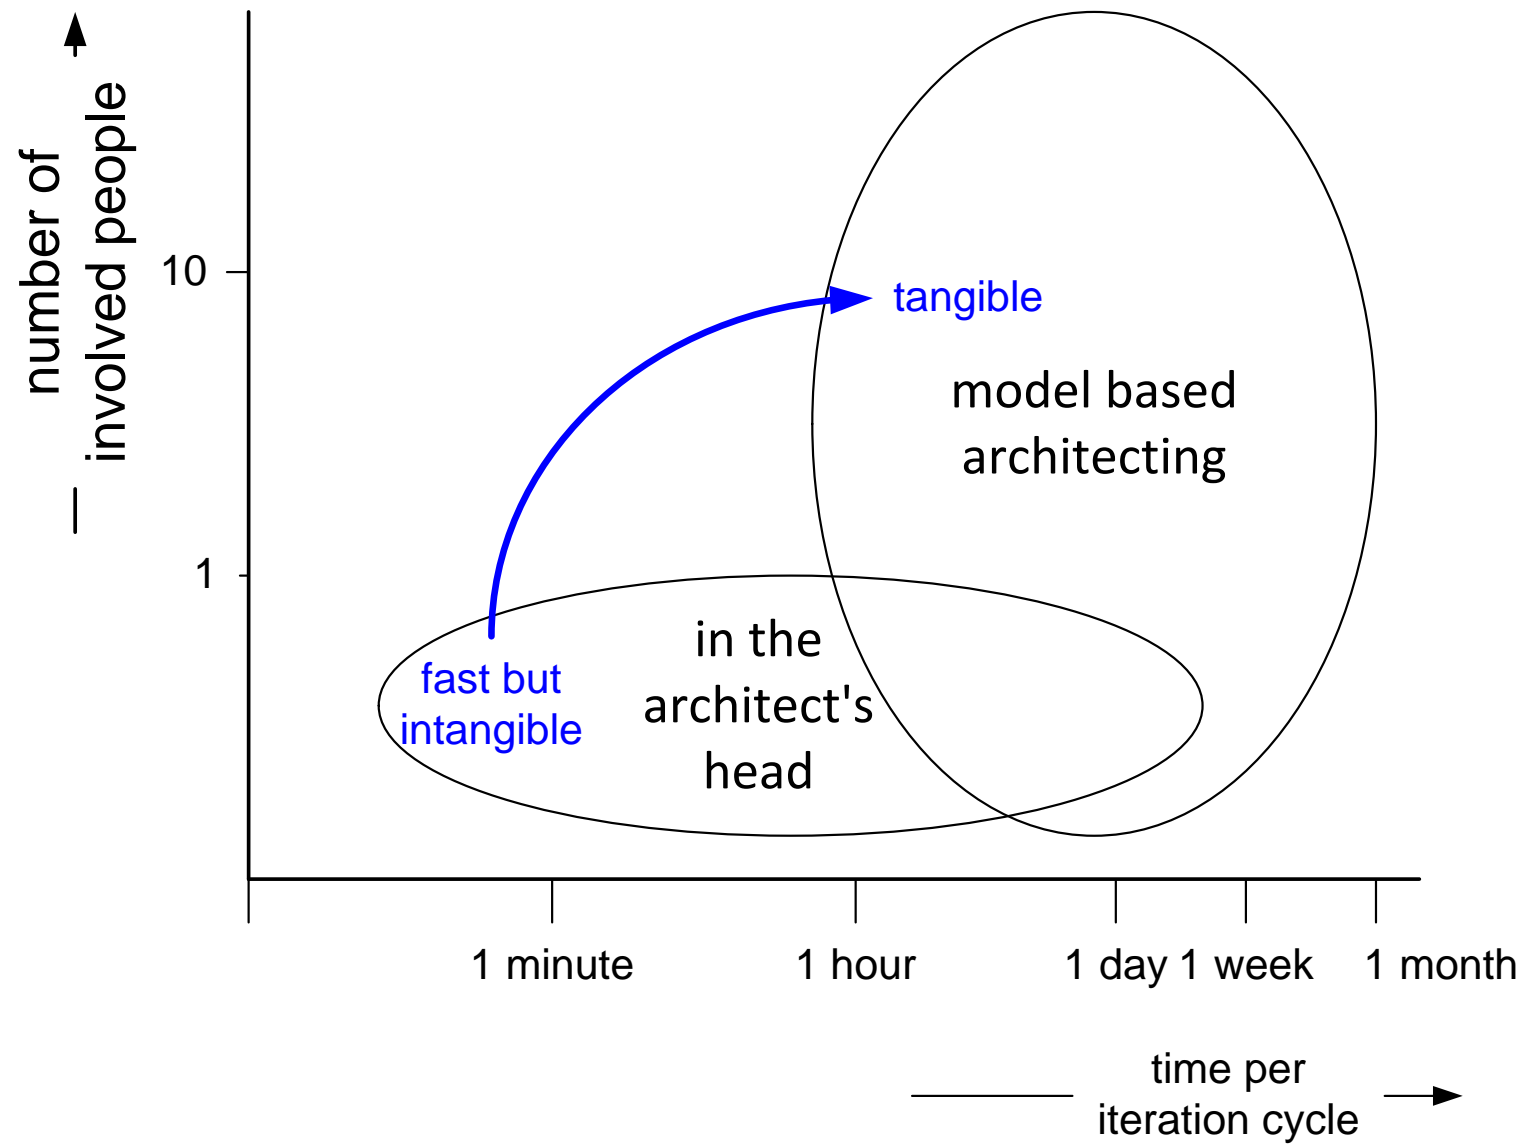 number of
involved people
10
tangible
model based
architecting
1
in the
architect's
head
fast but
intangible
1 minute
1 hour
1 day
1 week
1 month
time per
iteration cycle